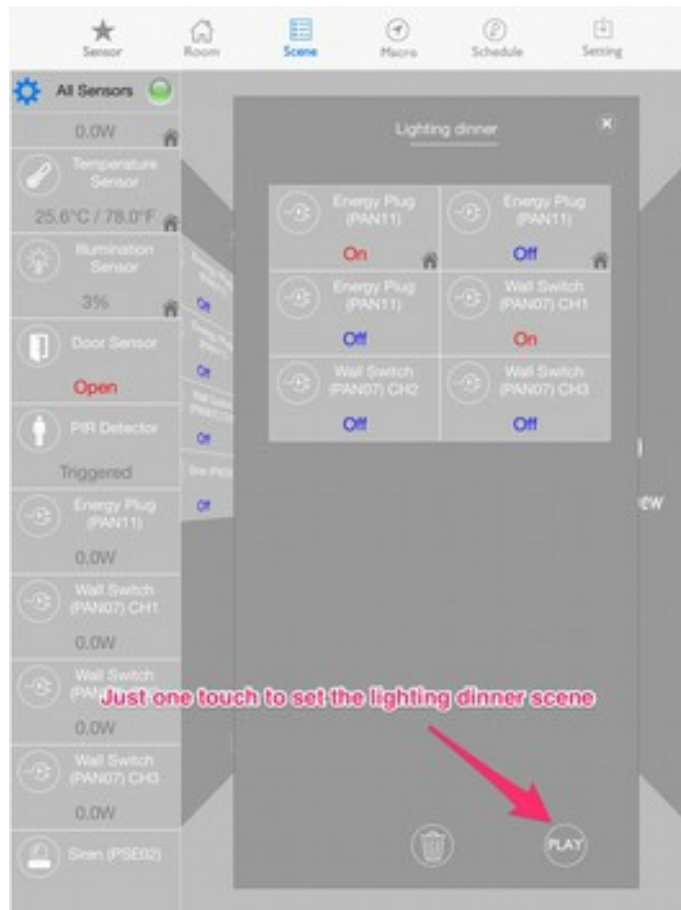 Sensor Room Scene Macro Schedule Setting
All Sensors
0.0W
Temperature
Sensor
25.6°C / 78.0°F
Illumination
Sensor
3%
Door Sensor
Open
PIR Detector
Triggered
Energy Plug
(PAN11)
0.0W
Wall Switch
(PAN07) CH1
0.0W
Wall Switch
0.0W
Wall Switch
(PAN07) CH3
0.0W
Siren (PSE02)
Off
Off
Off
Off
Lighting dinner
Energy Plug
(PAN11)
On
Energy Plug
(PAN11)
Off
Energy Plug
(PAN11)
Off
Wall Switch
(PAN07) CH1
On
Wall Switch
(PAN07) CH2
Off
Wall Switch
(PAN07) CH3
Off
Just one touch to set the lighting dinner scene
PLAY